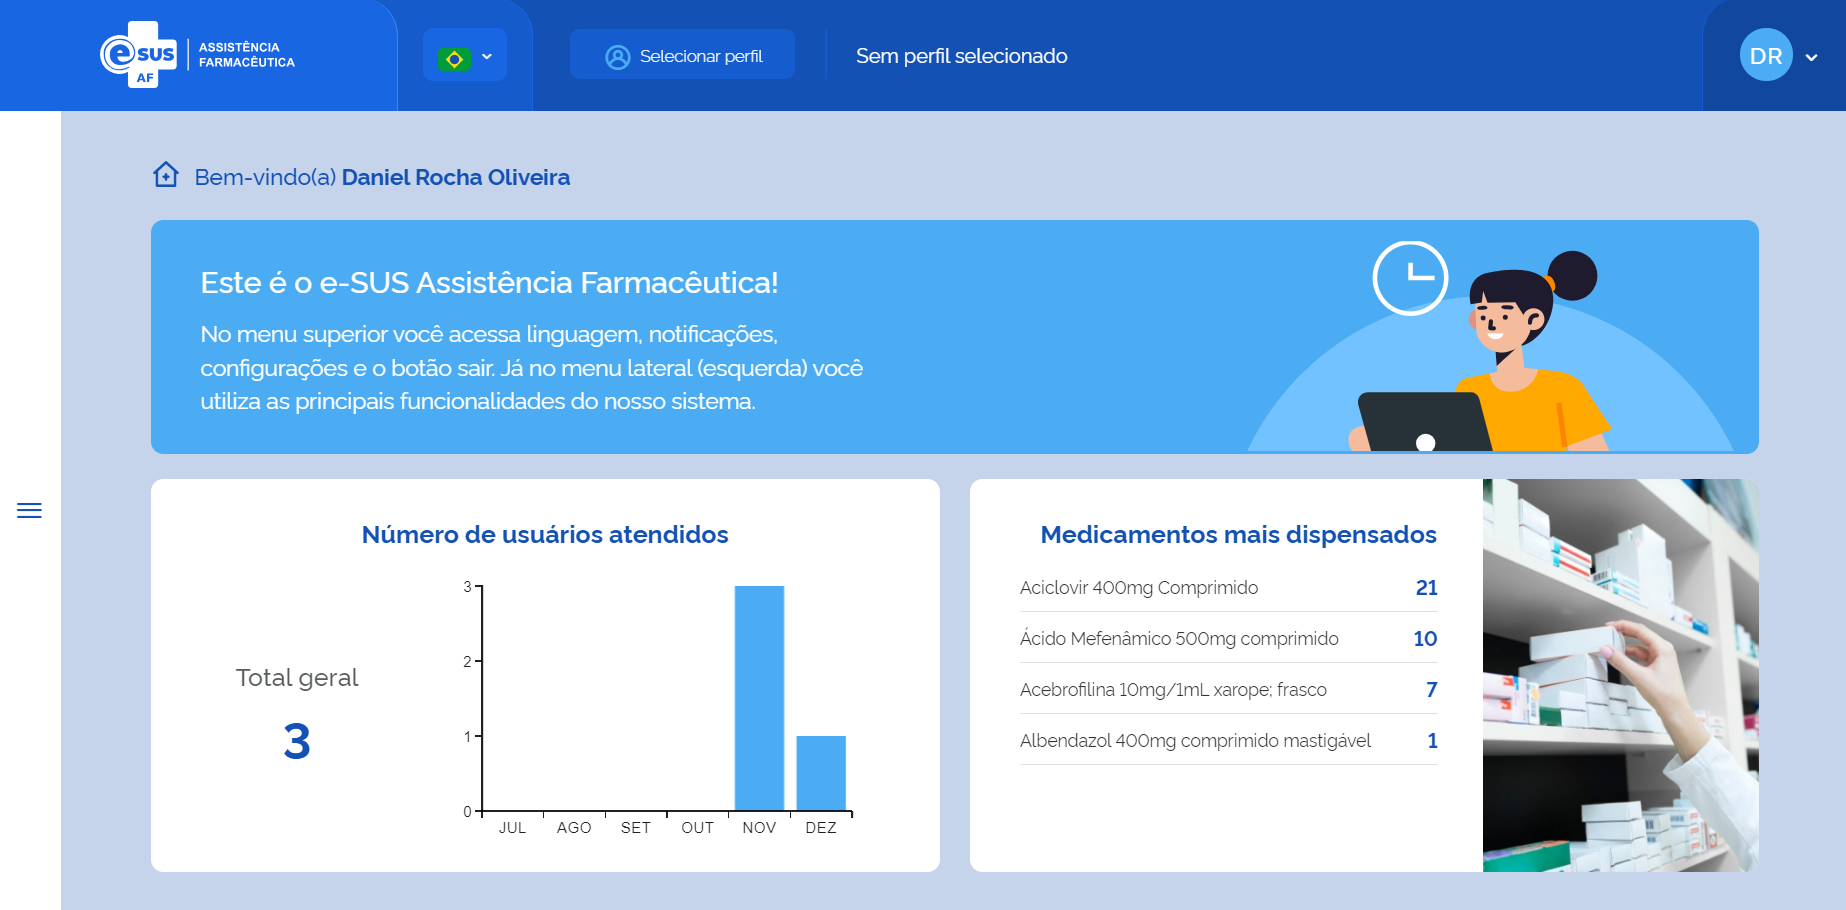 e sus AF
ASSISTÊNCIA
FARMACÊUTICA
Selecionar perfil
Sem perfil selecionado
DR
Bem-vindo(a) Daniel Rocha Oliveira
Este é o e-SUS Assistência Farmacêutica!
No menu superior você acessa linguagem, notificações,
configurações e o botão sair. Já no menu lateral (esquerda) você
utiliza as principais funcionalidades do nosso sistema.
Número de usuários atendidos
Total geral
3
3
2
1
0
JUL AGO SET OUT NOV DEZ
Medicamentos mais dispensados
Aciclovir 400mg Comprimido 21
Ácido Mefenâmico 500mg comprimido 10
Acebrofilina 10mg/1mL xarope; frasco 7
Albendazol 400mg comprimido mastigável 1